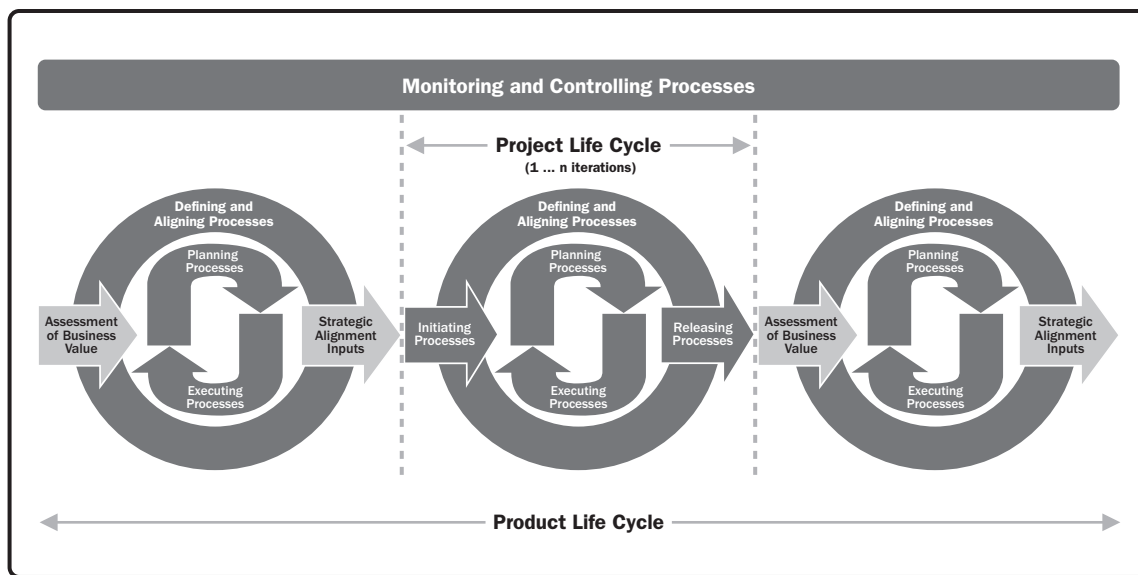 Monitoring and Controlling Processes
Project Life Cycle
(1 ... n iterations)
Defining and
Aligning Processes
Planning
Processes
Assessment
of Business
Value
Strategic
Alignment
Inputs
Executing
Processes
Defining and
Aligning Processes
Planning
Processes
Initiating
Processes
Releasing
Processes
Executing
Processes
Defining and
Aligning Processes
Planning
Processes
Assessment
of Business
Value
Strategic
Alignment
Inputs
Executing
Processes
Product Life Cycle